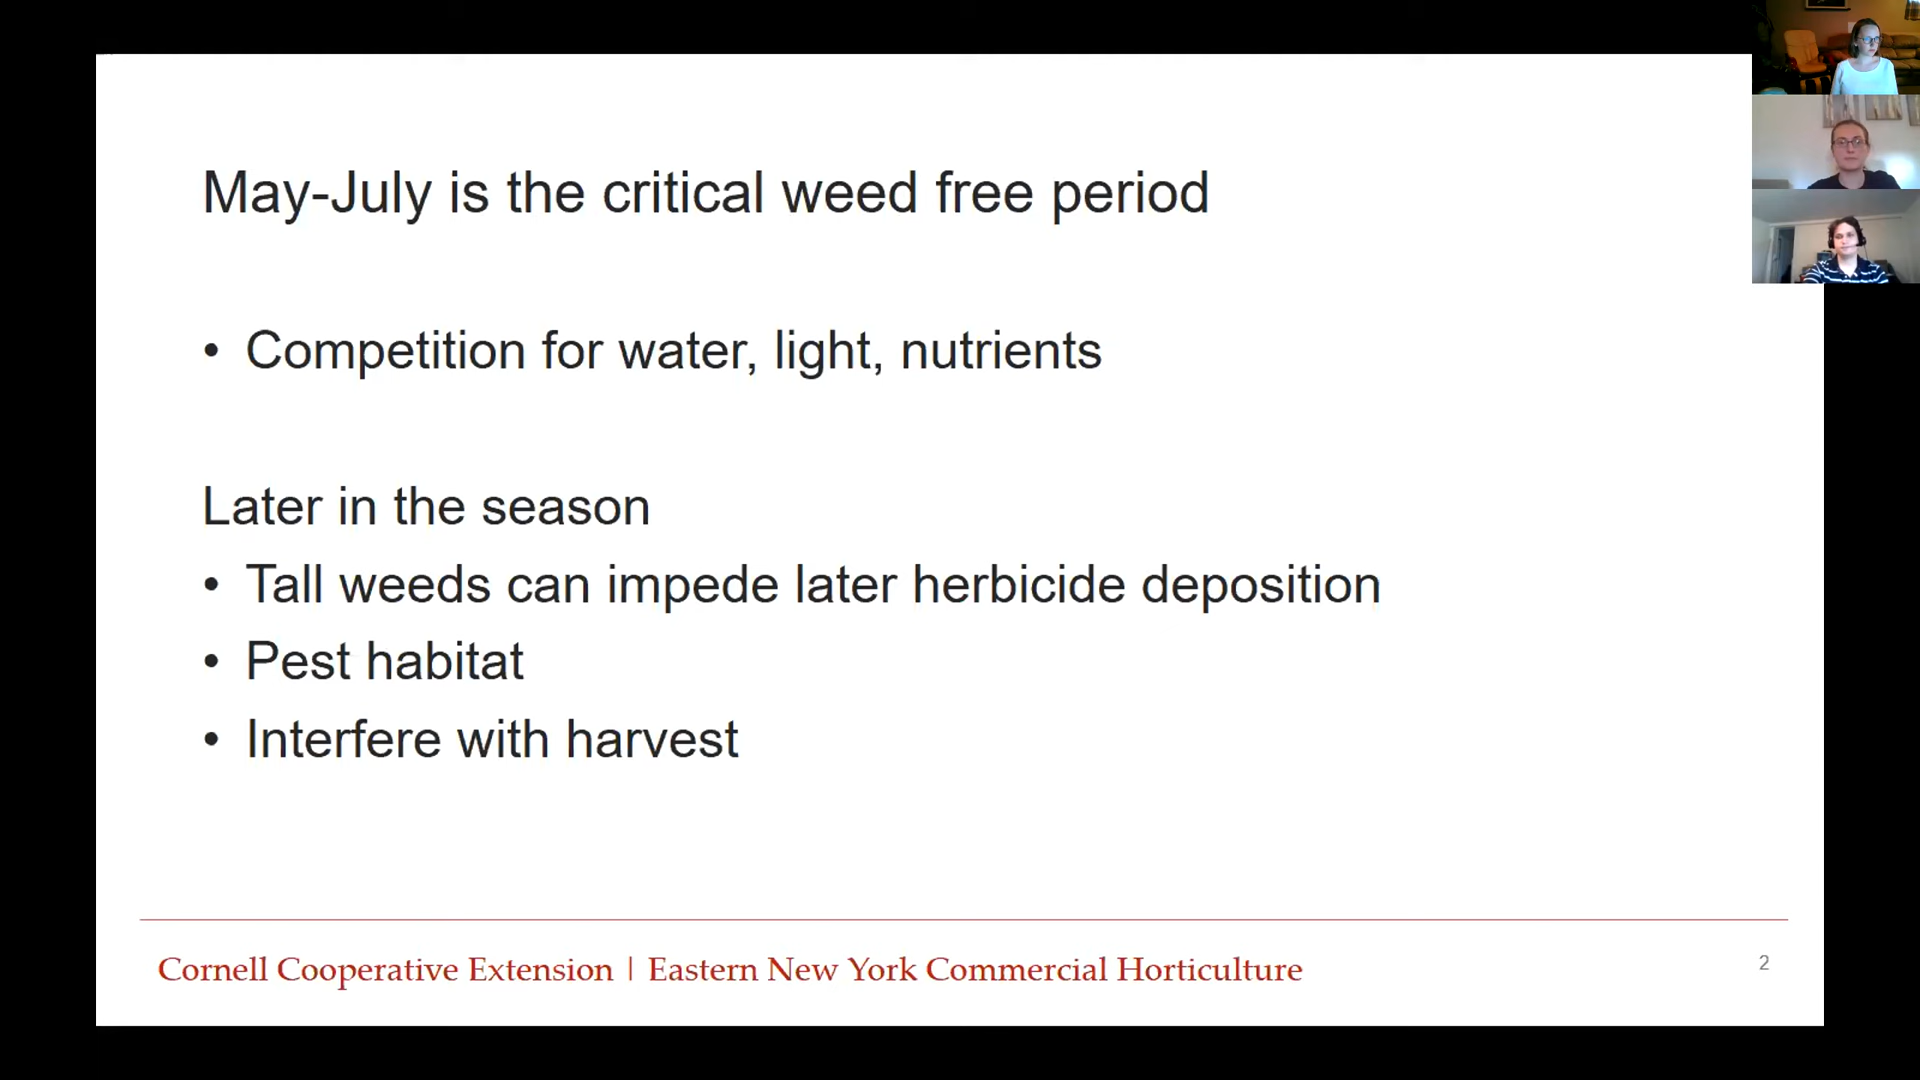 May-July is the critical weed free period
• Competition for water, light, nutrients
Later in the season
• Tall weeds can impede later herbicide deposition
• Pest habitat
• Interfere with harvest
Cornell Cooperative Extension | Eastern New York Commercial Horticulture
2